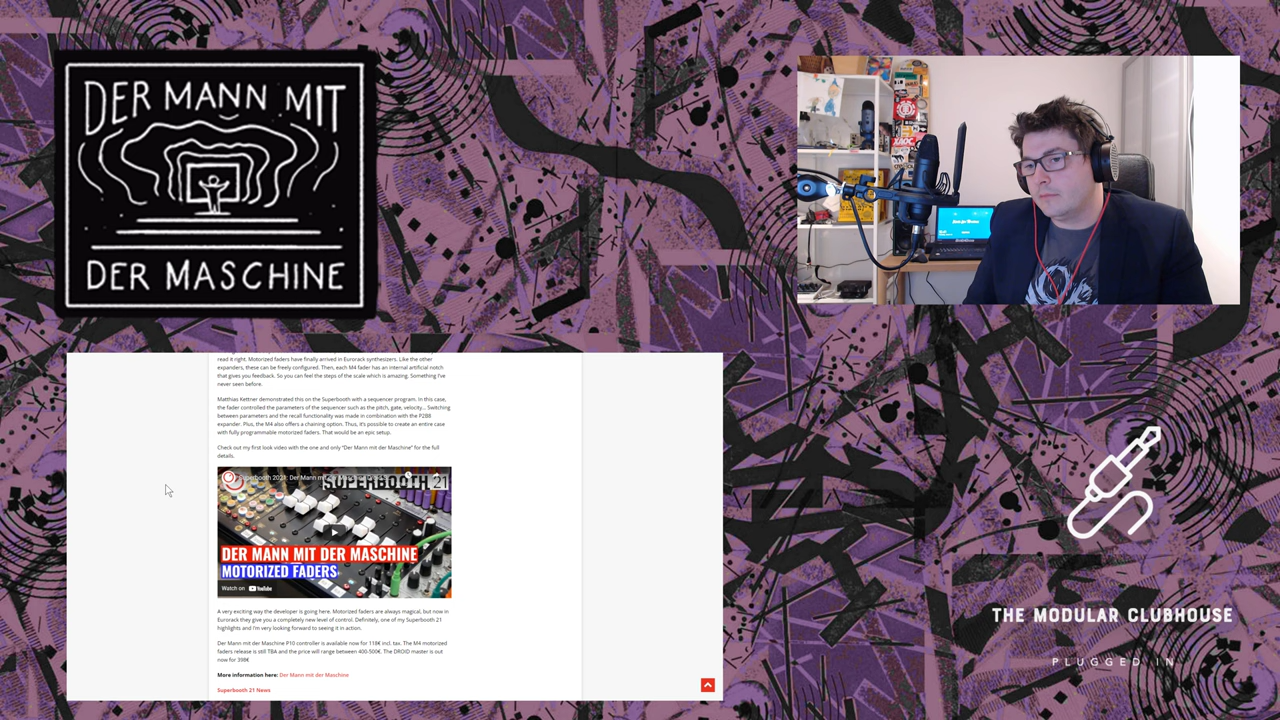 DER MANN MIT
DER MASCHINE
XAOC
read it right. Motorized faders have finally arrived in Eurorack synthesizers. Like the other
expanders, these can be freely configured. Then, each M4 fader has an internal artificial notch
that gives you feedback. So you can feel the steps of the scale which is amazing. Something I've
never seen before.
Matthias Kettner demonstrated this on the Superbooth with a sequencer program. In this case,
the fader controlled the parameters of the sequencer such as the pitch, gate, velocity... Switching
between parameters and the recall functionality was made in combination with the P2B8
expander. Plus, the M4 also offers a chaining option. Thus, it's possible to create an entire case
with fully programmable motorized faders. That would be an epic setup.
Check out my first look video with the one and only "Der Mann mit der Maschine" for the full
details.
Superbooth 2021: Der Mann mit
SUPERBOOTH 21
DER MANN MIT DER MASCHINE
MOTORIZED FADERS
Watch on YouTube
A very exciting way the developer is going here. Motorized faders are always magical, but now in
Eurorack they give you a completely new level of control. Definitely, one of my Superbooth 21
highlights and I'm very looking forward to seeing it in action.
Der Mann mit der Maschine P10 controller is available now for 118€ incl. tax. The M4 motorized
faders release is still TBA and the price will range between 400-500€. The DROID master is out
now for 398€
More information here: Der Mann mit der Maschine
Superbooth 21 News
THE MODULAR CLUBHOUSE
PLUGGED IN